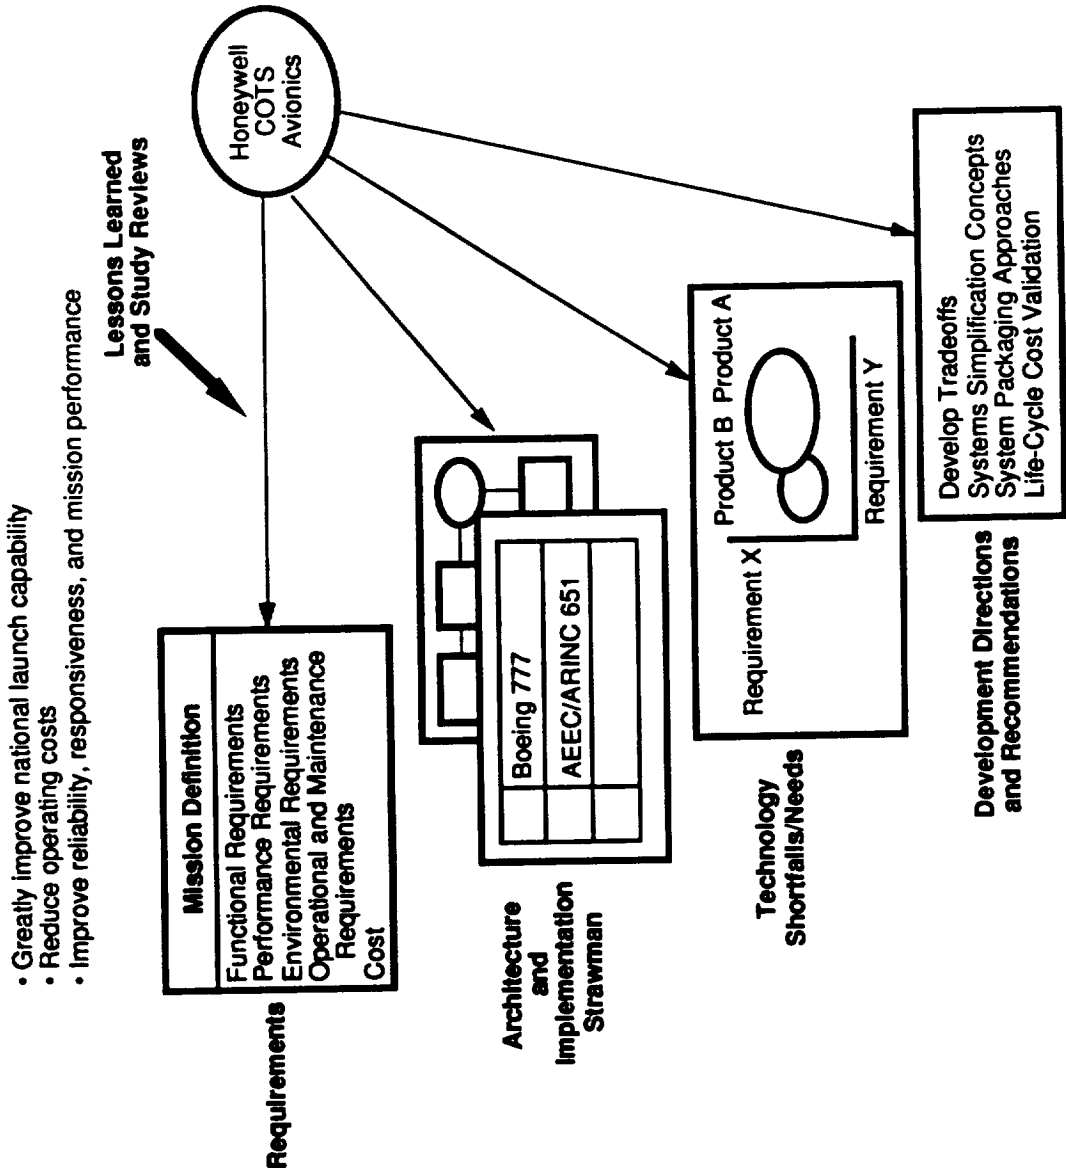 • Greatly improve national launch capability
• Reduce operating costs
• Improve reliability, responsiveness, and mission performance
Lessons Learned
and Study Reviews
Honeywell
COTS
Avionics
Requirements
Mission Definition
Functional Requirements
Performance Requirements
Environmental Requirements
Operational and Maintenance
Requirements
Cost
Architecture
and
Implementation
Strawman
Boeing 777
AEEC/ARINC 651
Technology
Shortfalls/Needs
Requirement X
Product B Product A
Requirement Y
Development Directions
and Recommendations
Develop Tradeoffs
Systems Simplification Concepts
System Packaging Approaches
Life-Cycle Cost Validation